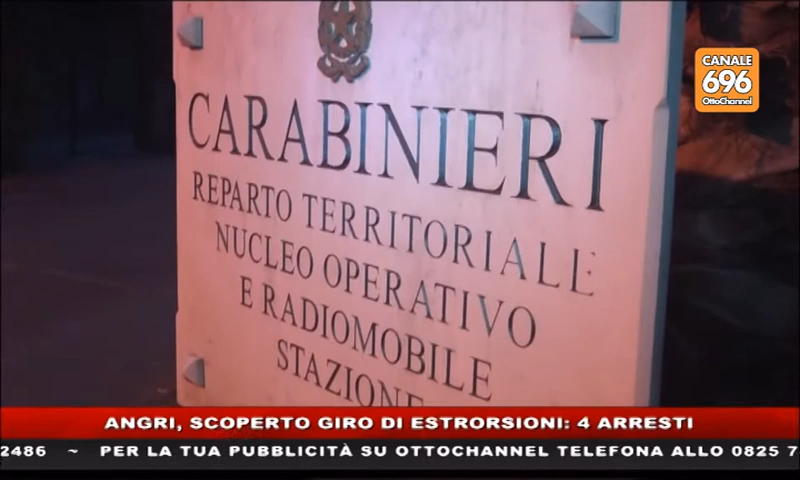 CANALE
696
OttoChannel
CARABINIERI
REPARTO TERRITORIALE
NUCLEO OPERATIVO
E RADIOMOBILE
STAZIONE
ANGRI, SCOPERTO GIRO DI ESTRORSIONI: 4 ARRESTI
2486 ~ PER LA TUA PUBBLICITÀ SU OTTOCHANNEL TELEFONA ALLO 0825 7